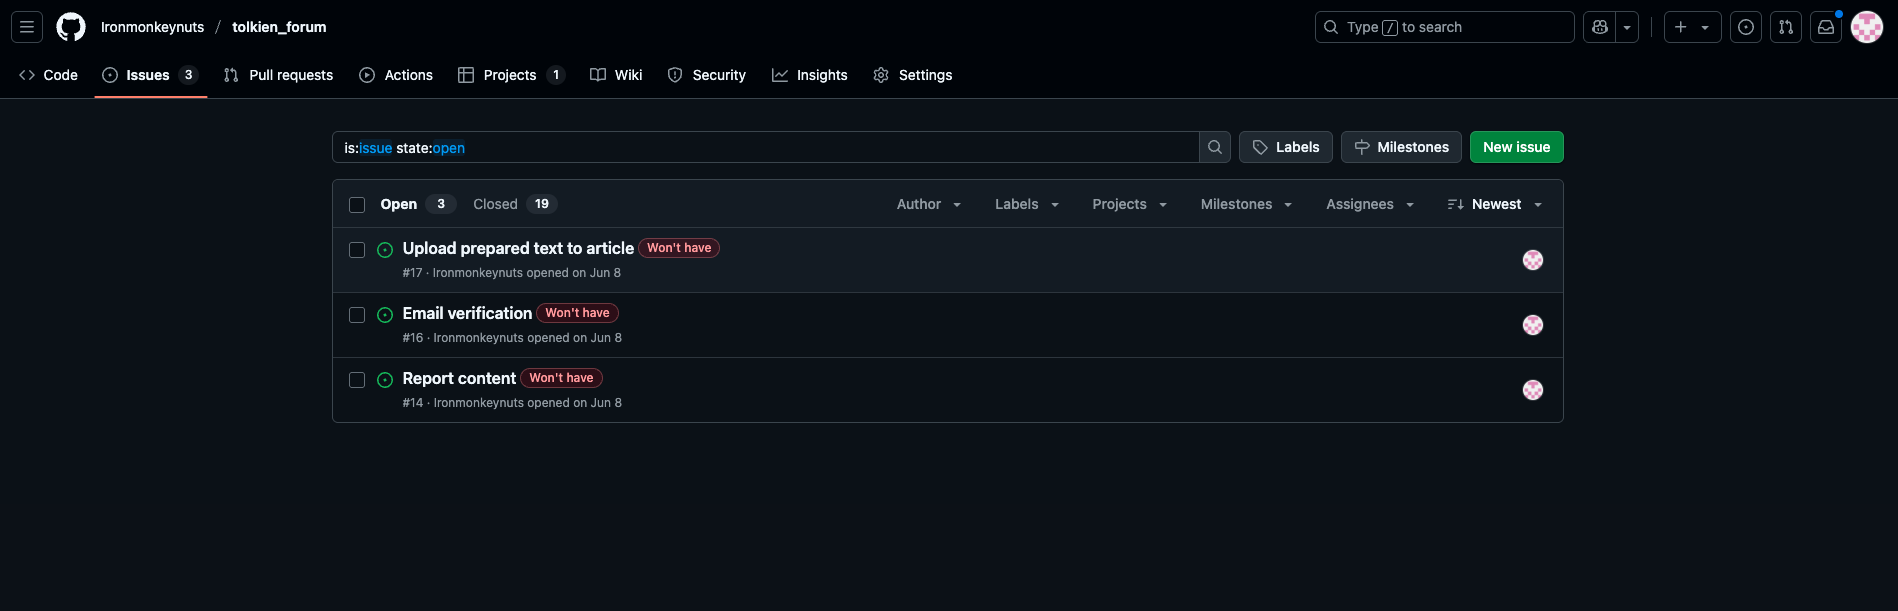 Ironmonkeynuts / tolkien_forum
Type / to search
Code Issues 3 Pull requests Actions Projects 1 Wiki Security Insights Settings
is:issue state:open
Labels Milestones New issue
Open 3 Closed 19 Author Labels Projects Milestones Assignees Newest
Upload prepared text to article Won't have
#17 · Ironmonkeynuts opened on Jun 8
Email verification Won't have
#16 · Ironmonkeynuts opened on Jun 8
Report content Won't have
#14 · Ironmonkeynuts opened on Jun 8